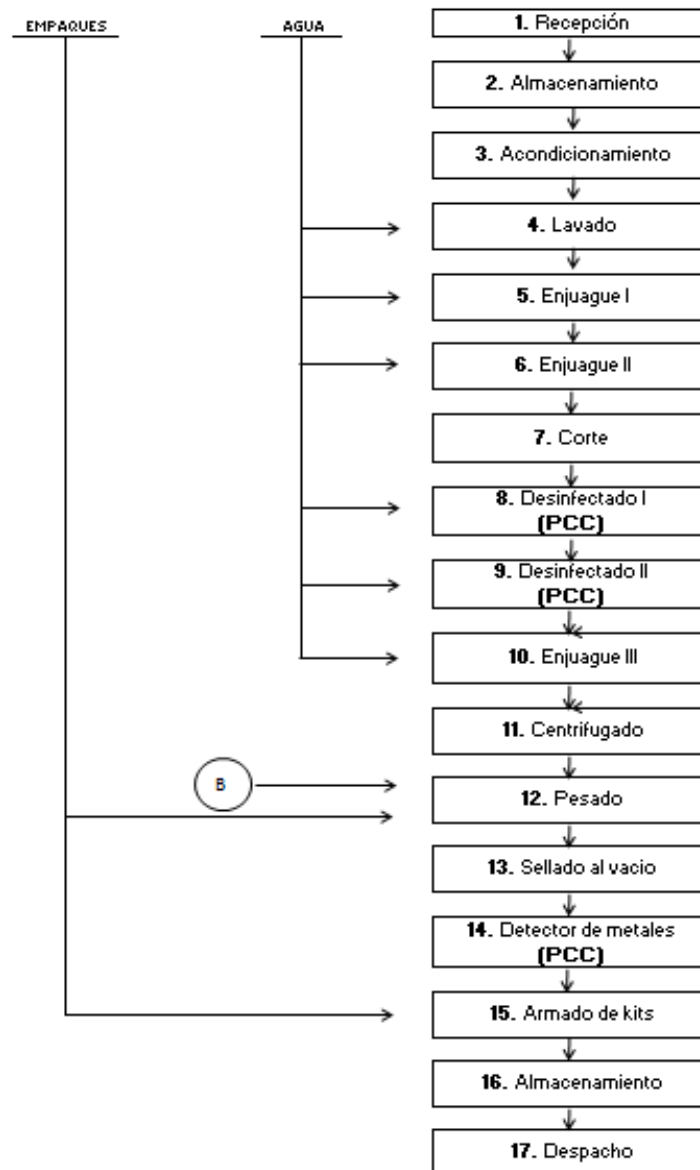 EMPAQUES
AGUA
1. Recepción
2. Almacenamiento
3. Acondicionamiento
4. Lavado
5. Enjuague I
6. Enjuague II
7. Corte
8. Desinfectado I
(PCC)
9. Desinfectado II
(PCC)
10. Enjuague III
11. Centrifugado
B
12. Pesado
13. Sellado al vacio
14. Detector de metales
(PCC)
15. Armado de kits
16. Almacenamiento
17. Despacho